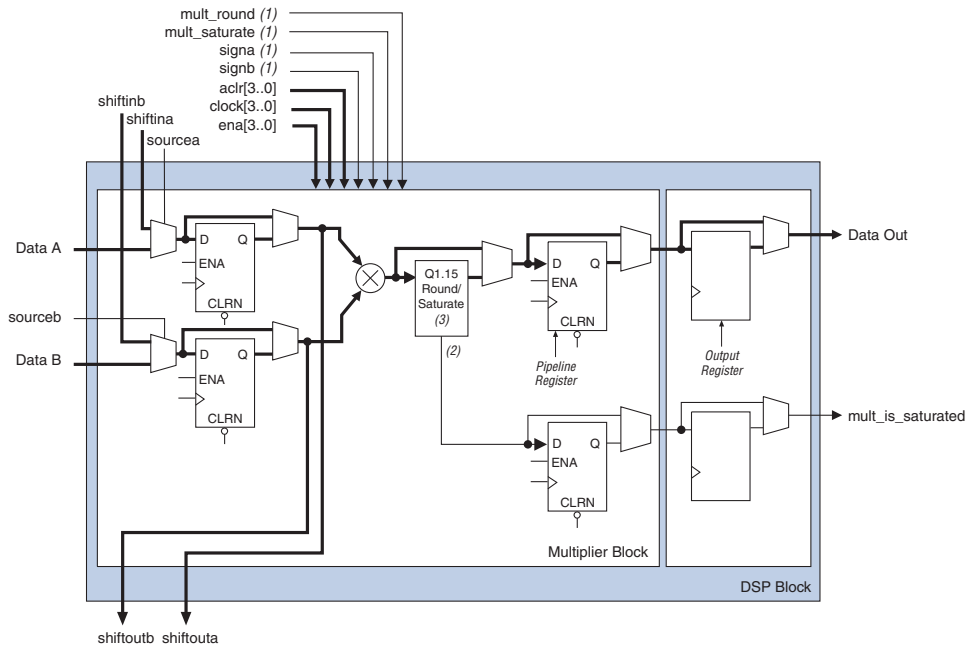 mult_round (1)
mult_saturate (1)
signa (1)
signb (1)
aclr[3..0]
clock[3..0]
ena[3..0]
shiftinb
shiftina
sourcea
Data A
D Q
ENA
CLRN
sourceb
Data B
D Q
ENA
CLRN
Q1.15
Round/
Saturate
(3)
(2)
D Q
ENA
CLRN
Pipeline
Register
Output
Register
Data Out
D Q
ENA
CLRN
mult_is_saturated
Multiplier Block
DSP Block
shiftoutb
shiftouta